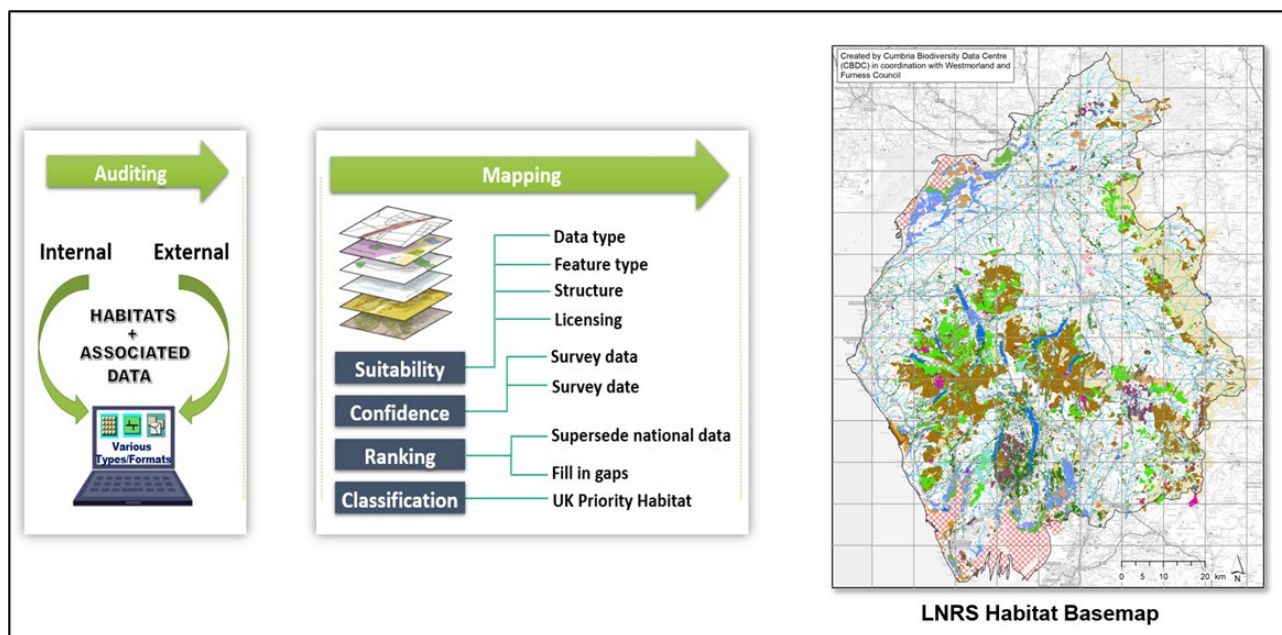 Auditing
Internal
External
HABITATS
+
ASSOCIATED
DATA
Various
Types/Formats
Mapping
Data type
Feature type
Structure
Licensing
Suitability
Survey data
Survey date
Confidence
Supersede national data
Ranking
Fill in gaps
Classification
UK Priority Habitat
Created by Cumbria Biodiversity Data Centre
(CBDC) in coordination with Westmorland and
Furness Council
0 5 10 20 km
N
LNRS Habitat Basemap